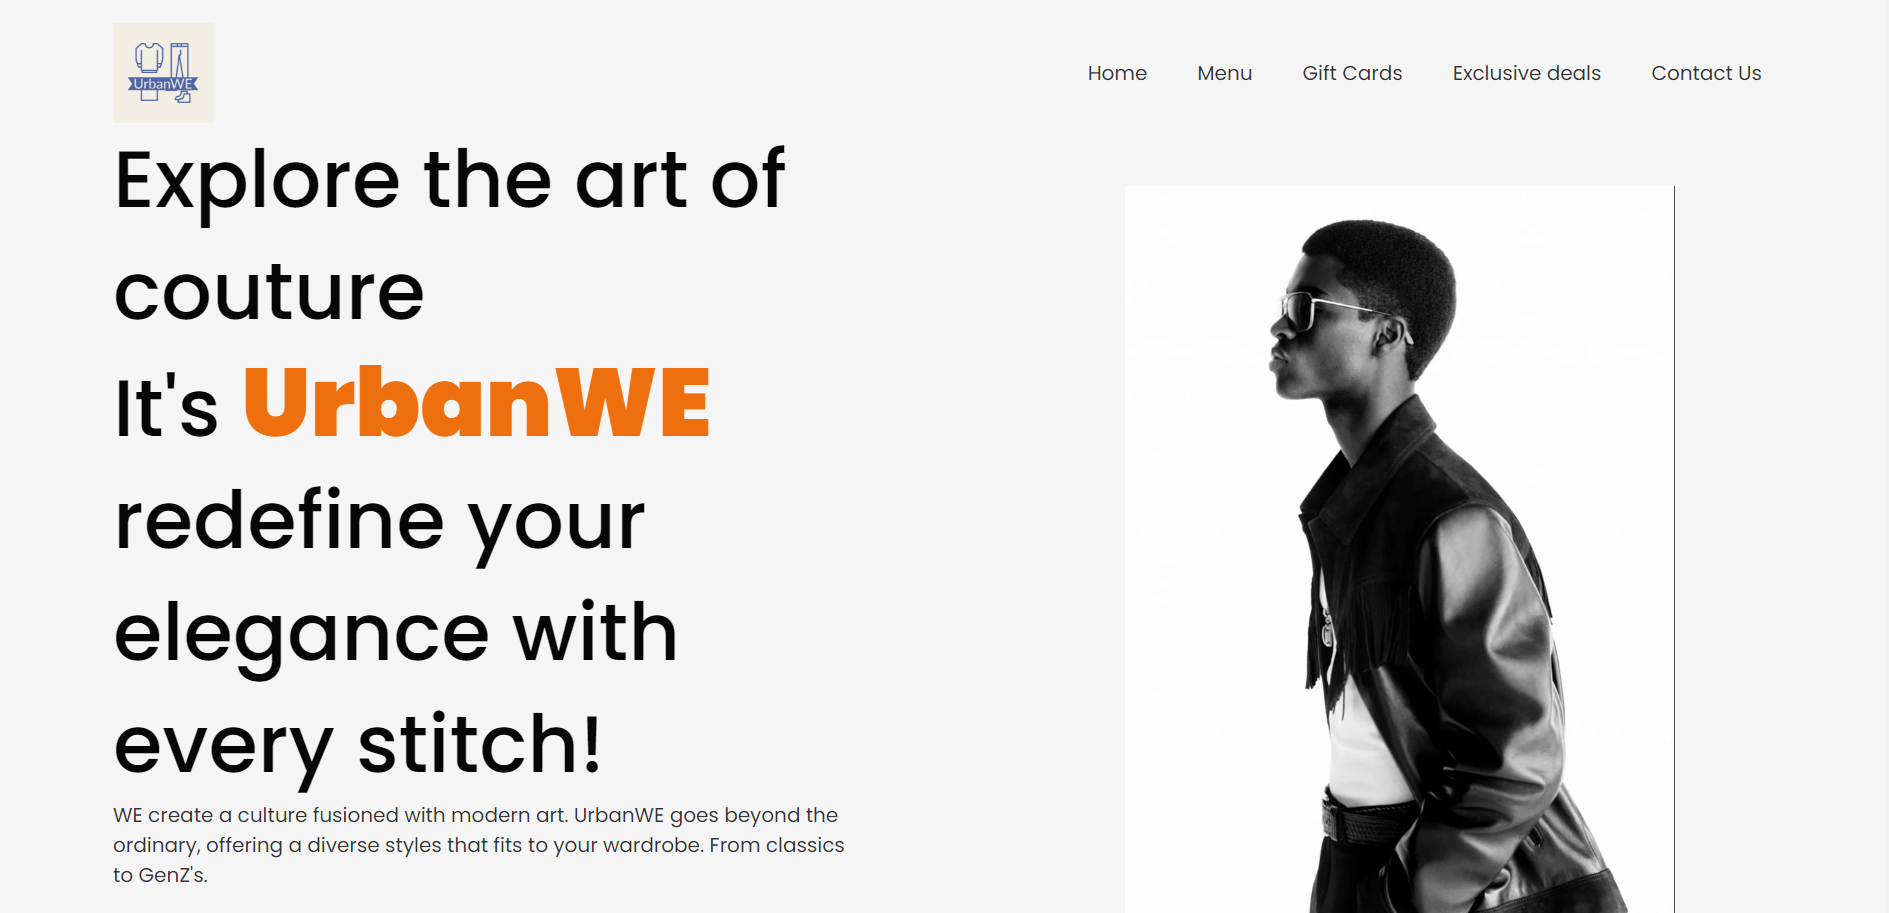 UrbanWE
Home Menu Gift Cards Exclusive deals Contact Us
Explore the art of
couture
It's UrbanWE
redefine your
elegance with
every stitch!
WE create a culture fusioned with modern art. UrbanWE goes beyond the
ordinary, offering a diverse styles that fits to your wardrobe. From classics
to GenZ's.